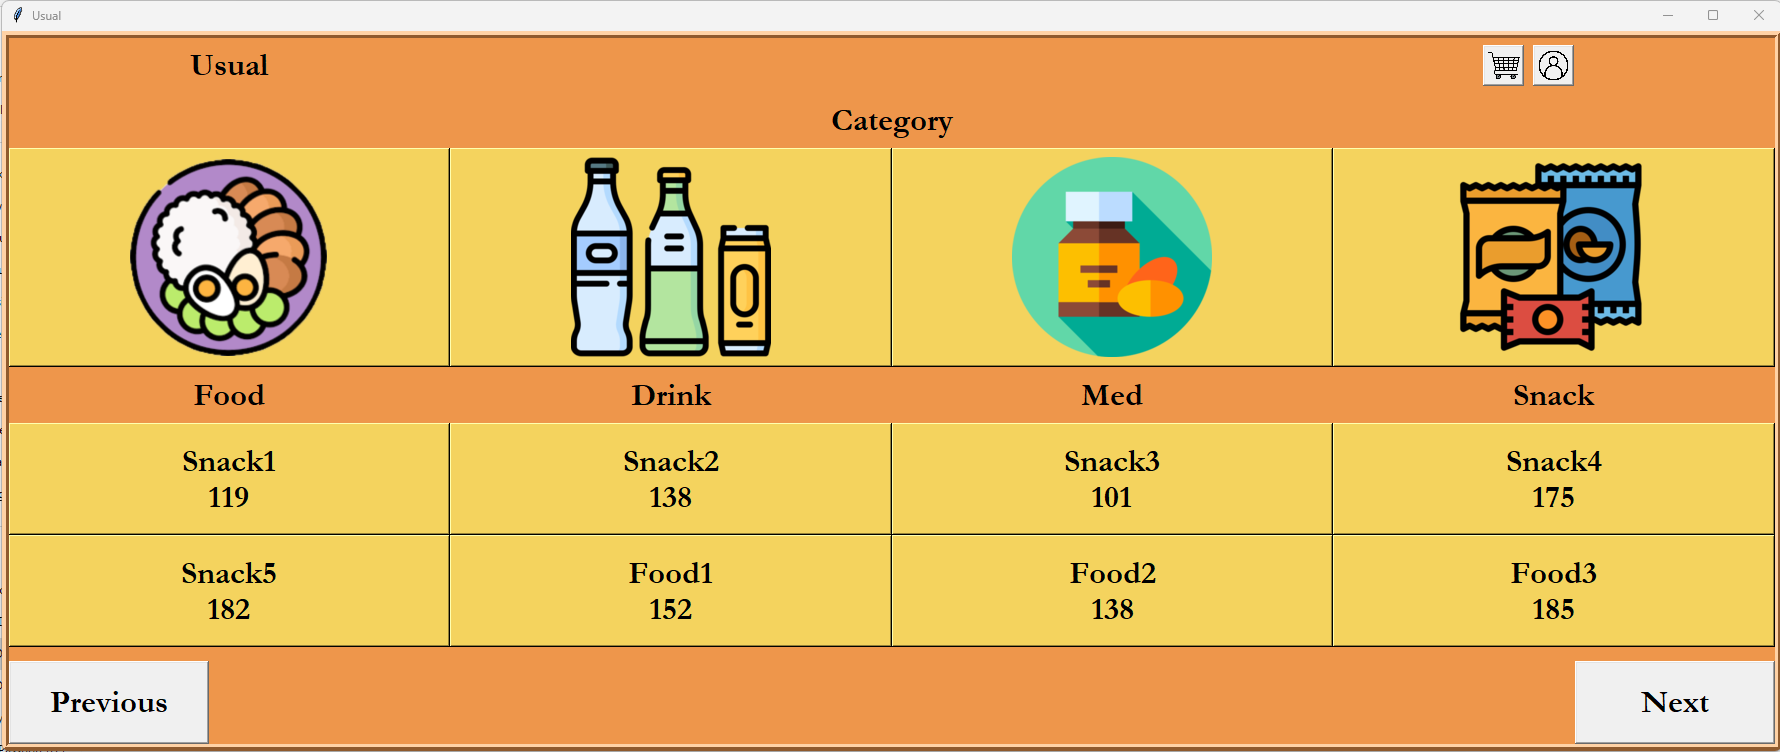 Usual
Usual
Category
Food Drink Med Snack
Snack1 Snack2 Snack3 Snack4
119 138 101 175
Snack5 Food1 Food2 Food3
182 152 138 185
Previous Next